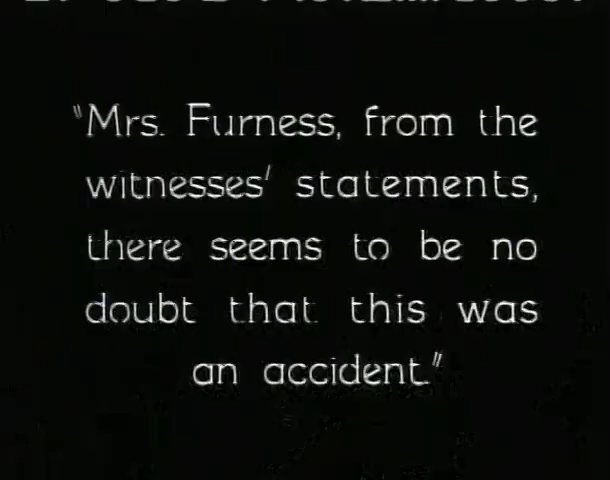 "Mrs. Furness, from the
witnesses' statements,
there seems to be no
doubt that this was
an accident."